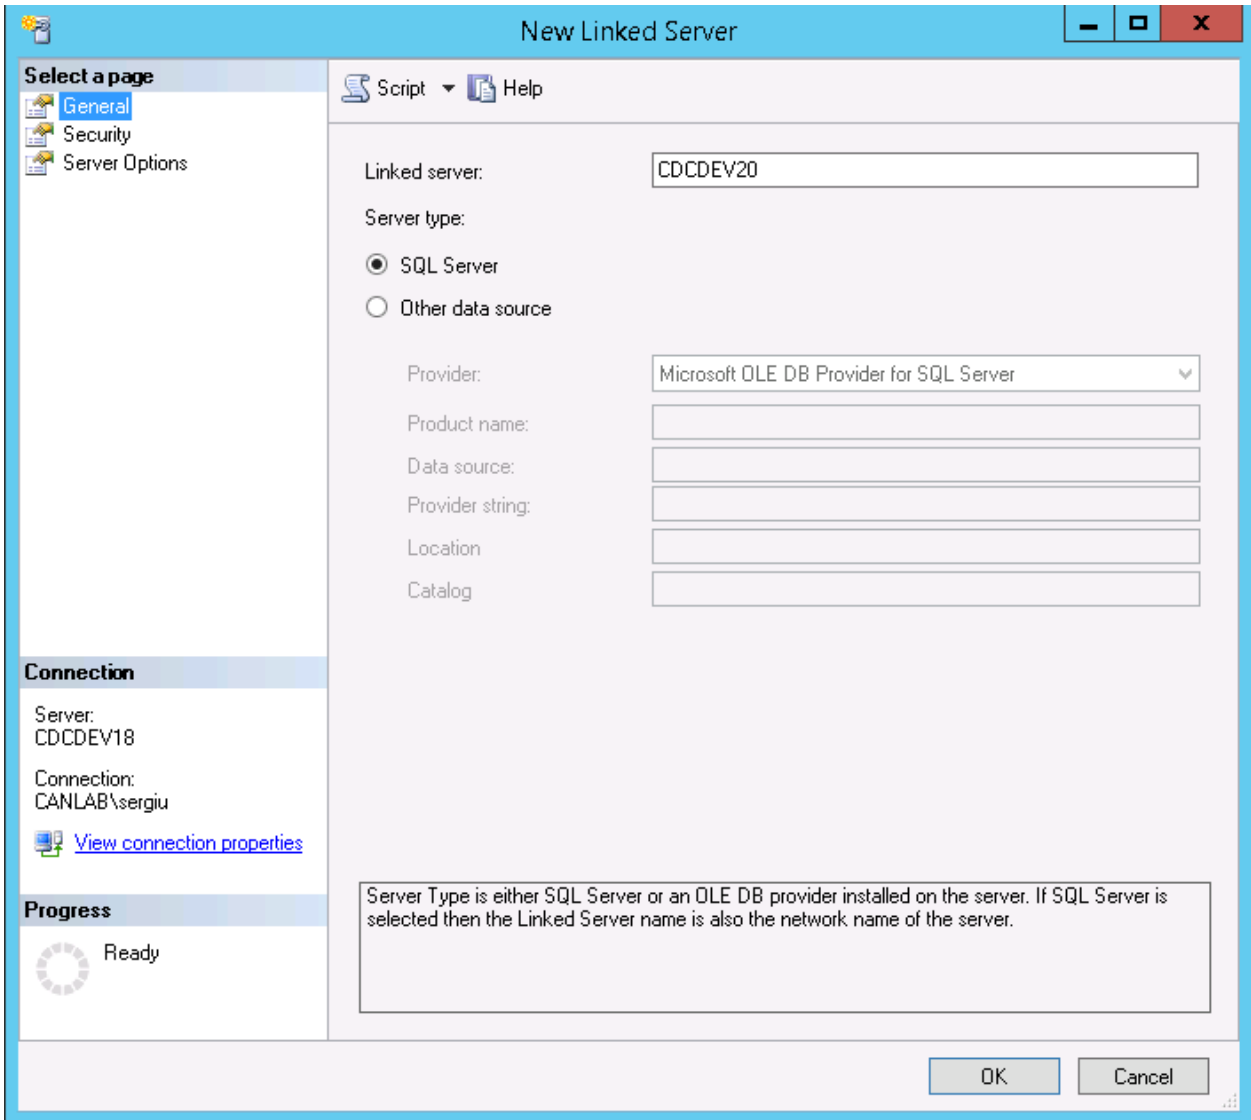 New Linked Server
X
Select a page
General
Security
Server Options
Script
Help
Linked server:
CDCDEV20
Server type:
SQL Server
Other data source
Provider:
Microsoft OLE DB Provider for SQL Server
Product name:
Data source:
Provider string:
Location
Catalog
Connection
Server:
CDCDEV18
Connection:
CANLAB\sergiu
View connection properties
Progress
Ready
Server Type is either SQL Server or an OLE DB provider installed on the server. If SQL Server is
selected then the Linked Server name is also the network name of the server.
OK
Cancel